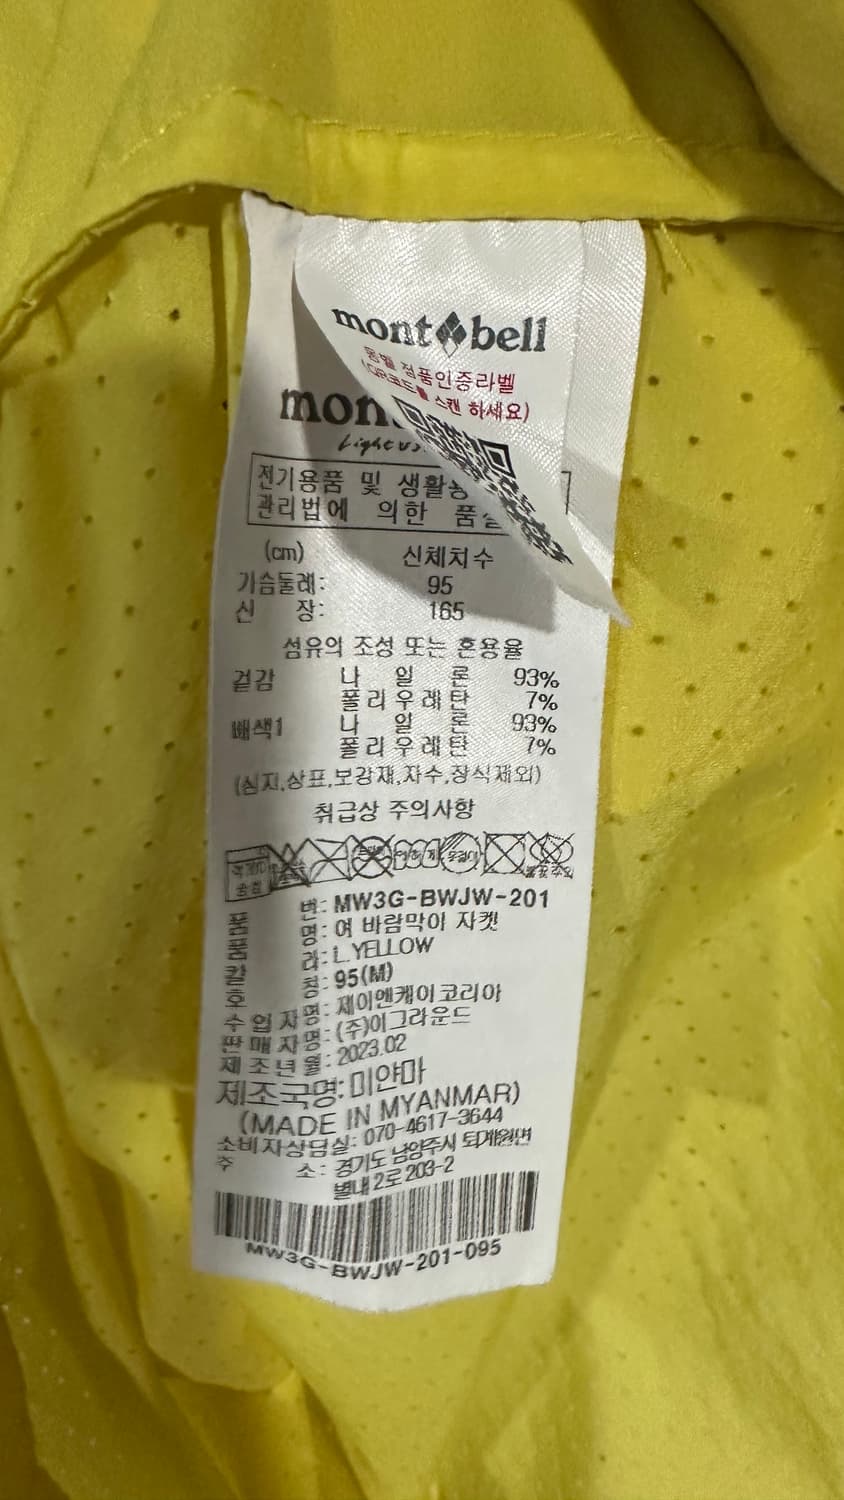 mont bell
몽벨 정품인증라벨
(QR코드를 스캔 하세요)
mon
Light
전기용품 및 생활용
관리법에 의한 품질
(cm) 신체치수
가슴둘레: 95
신 장: 165
섬유의 조성 또는 혼용율
겉감 나일론 93%
폴리우레탄 7%
배색1 나일론 93%
폴리우레탄 7%
(심지,상표,보강재,자수,장식제외)
취급상 주의사항
품 번: MW3G-BWJW-201
품 명: 여 바람막이 자켓
칼 라: L.YELLOW
호 칭: 95(M)
수입자명: 제이엔케이코리아
판매자명: (주)이그라운드
제조년월: 2023.02
제조국명: 미얀마
(MADE IN MYANMAR)
소비자상담실: 070-4617-3644
주 소: 경기도 남양주시 퇴계원면
별내2로 203-2
MW3G-BWJW-201-095